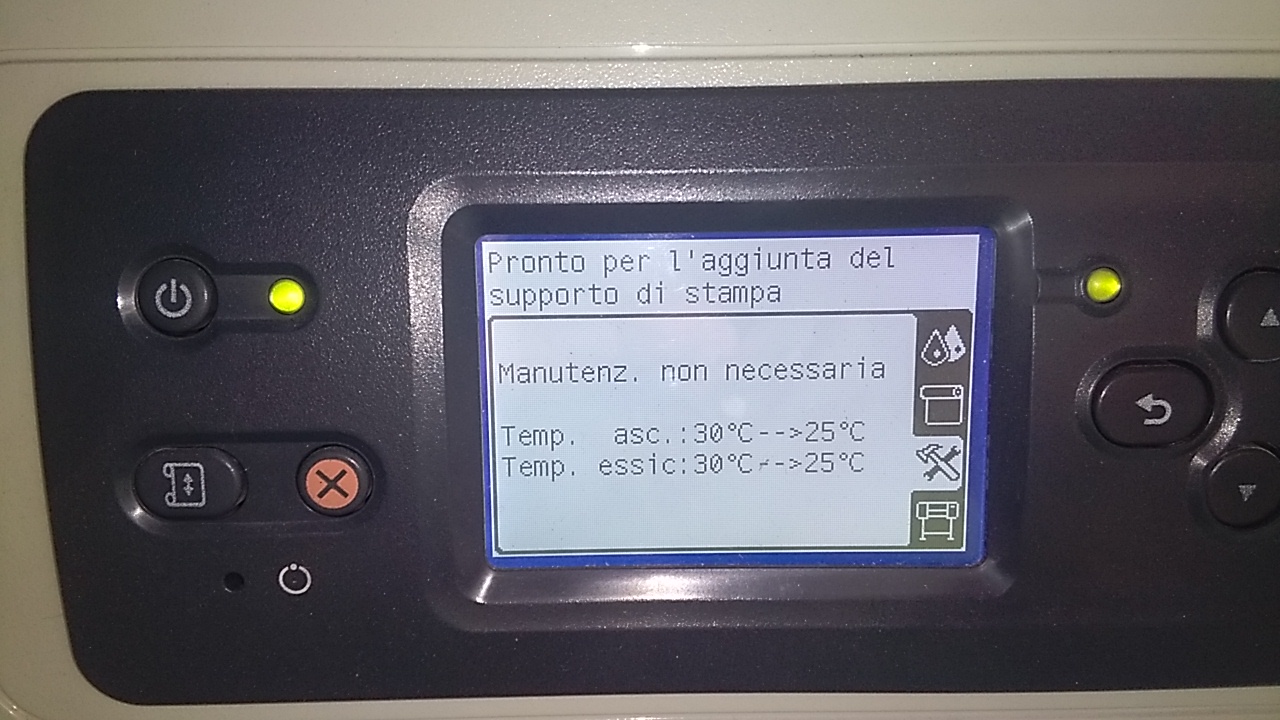 Pronto per l'aggiunta del
supporto di stampa
Manutenz. non necessaria
Temp. asc.:30°C-->25°C
Temp. essic:30°C-->25°C